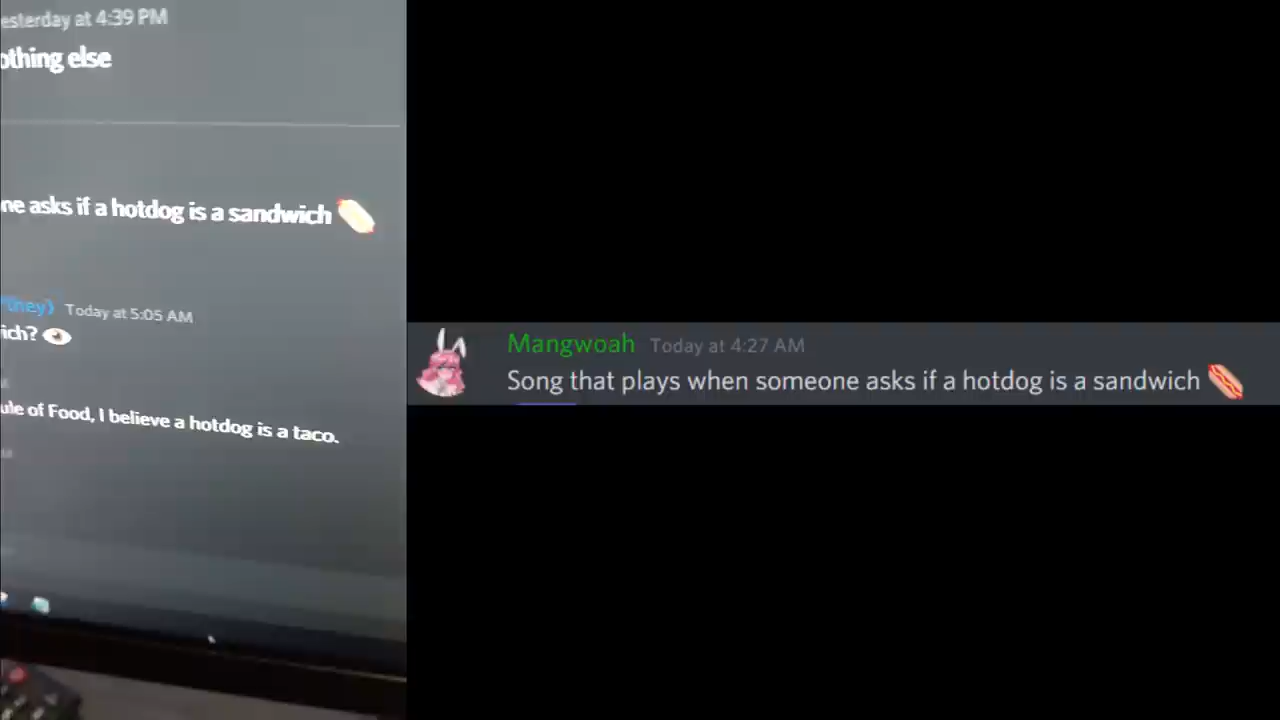 esterday at 4:39 PM
othing else
ne asks if a hotdog is a sandwich
they) Today at 5:05 AM
ich?
ule of Food, I believe a hotdog is a taco.
Mangwoah Today at 4:27 AM
Song that plays when someone asks if a hotdog is a sandwich